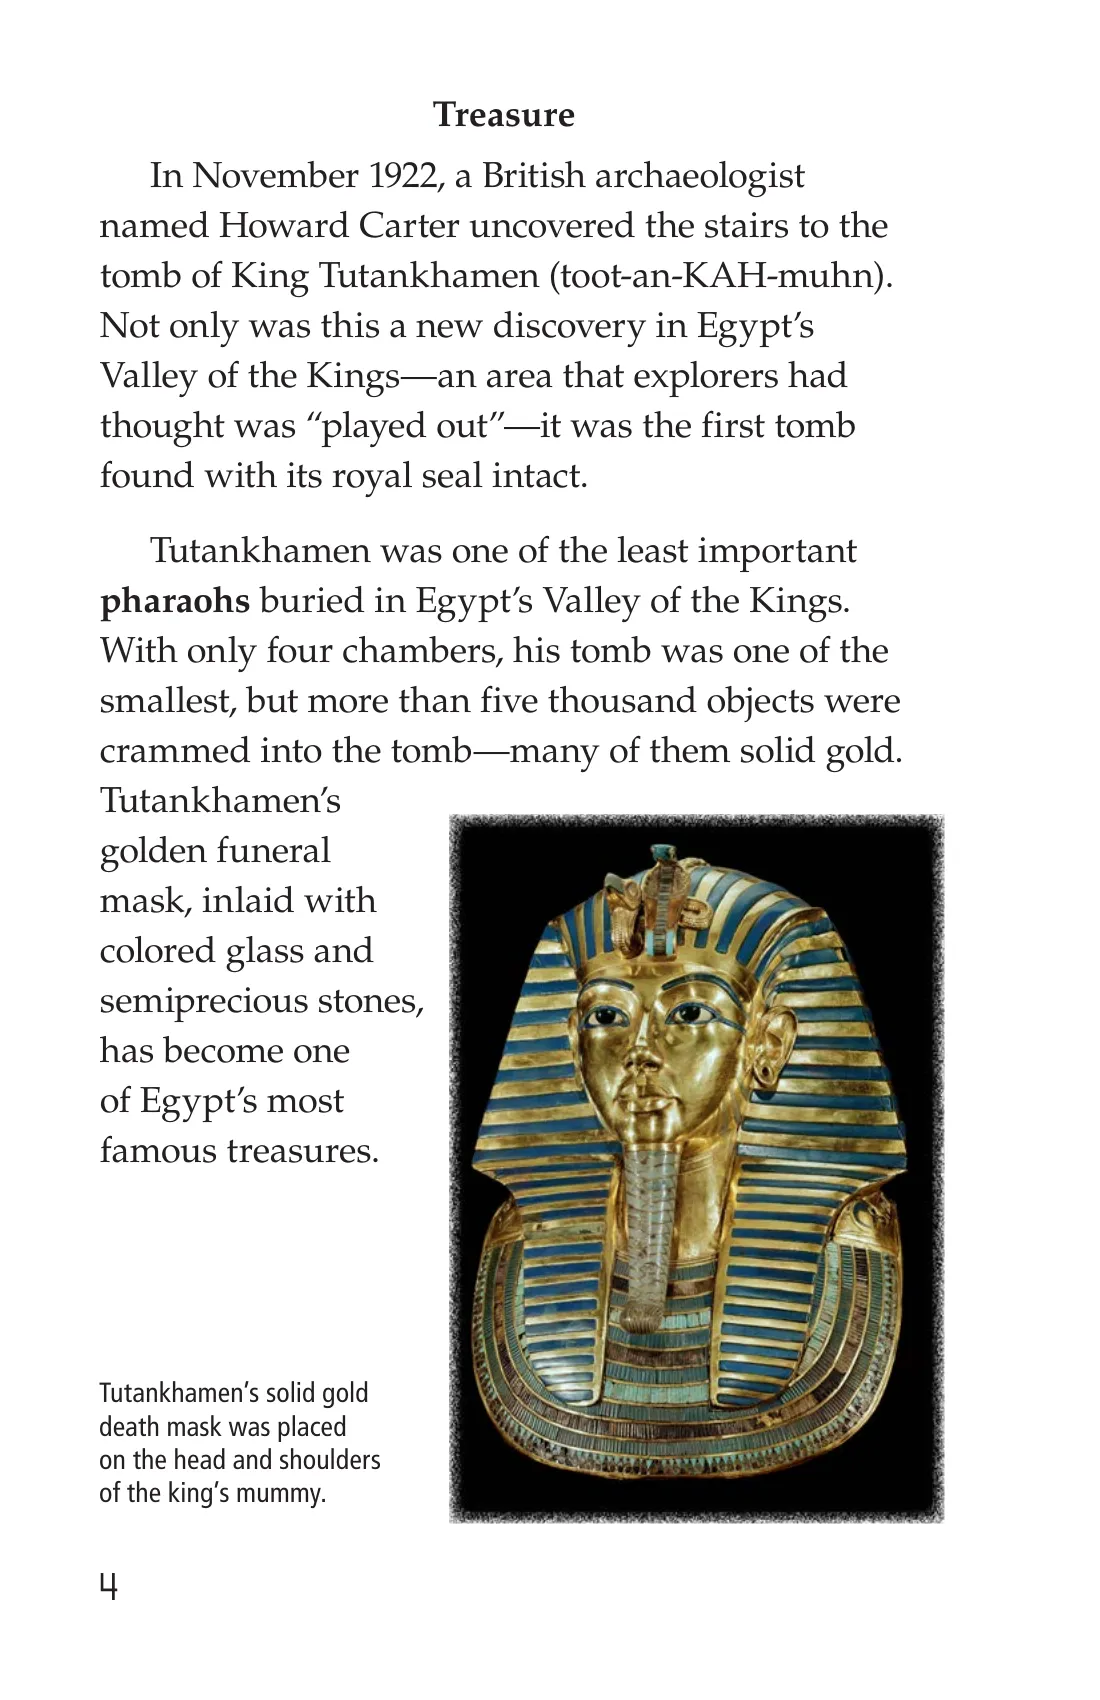 Treasure
In November 1922, a British archaeologist
named Howard Carter uncovered the stairs to the
tomb of King Tutankhamen (toot-an-KAH-muhn).
Not only was this a new discovery in Egypt’s
Valley of the Kings—an area that explorers had
thought was “played out”—it was the first tomb
found with its royal seal intact.
Tutankhamen was one of the least important
pharaohs buried in Egypt’s Valley of the Kings.
With only four chambers, his tomb was one of the
smallest, but more than five thousand objects were
crammed into the tomb—many of them solid gold.
Tutankhamen’s
golden funeral
mask, inlaid with
colored glass and
semiprecious stones,
has become one
of Egypt’s most
famous treasures.
Tutankhamen’s solid gold
death mask was placed
on the head and shoulders
of the king’s mummy.
4